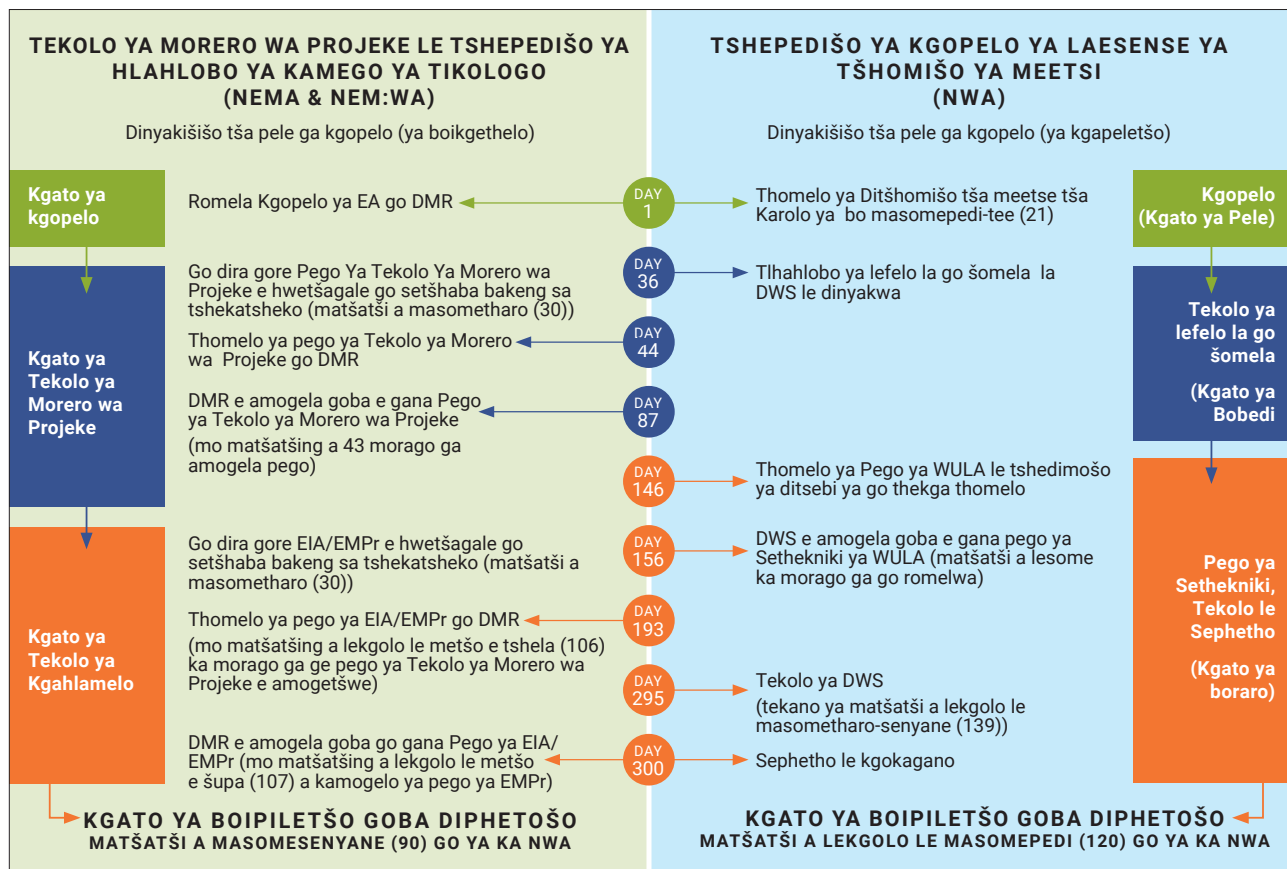 TEKOLO YA MORERO WA PROJEKE LE TSHEPEDIŠO YA
HLAHLOBO YA KAMEGO YA TIKOLOGO
(NEMA & NEM:WA)
Dinyakišišo tša pele ga kgopelo (ya boikgethelo)
TSHEPEDIŠO YA KGOPELO YA LAESENSE YA
TŠHOMIŠO YA MEETSI
(NWA)
Dinyakišišo tša pele ga kgopelo (ya kgapeletšo)
Kgato ya
kgopelo
Romela Kgopelo ya EA go DMR
DAY
1
Thomelo ya Ditšhomišo tša meetse tša
Karolo ya bo masomepedi-tee (21)
Kgopelo
(Kgato ya Pele)
Kgato ya
Tekolo ya
Morero wa
Projeke
Go dira gore Pego Ya Tekolo Ya Morero wa
Projeke e hwetšagale go setšhaba bakeng sa
tshekatsheko (matšatši a masometharo (30))
DAY
36
Tlhahlobo ya lefelo la go šomela la
DWS le dinyakwa
Tekolo ya
lefelo la go
šomela
(Kgato ya
Bobedi)
Thomelo ya pego ya Tekolo ya Morero
wa Projeke go DMR
DAY
44
DMR e amogela goba e gana Pego
ya Tekolo ya Morero wa Projeke
(mo matšatšing a 43 morago ga
amogela pego)
DAY
87
DAY
146
Thomelo ya Pego ya WULA le tshedimošo
ya ditsebi ya go thekga thomelo
Kgato ya
Tekolo ya
Kgahlamelo
Go dira gore EIA/EMPr e hwetšagale go
setšhaba bakeng sa tshekatsheko (matšatši a
masometharo (30))
DAY
156
DWS e amogela goba e gana pego ya
Sethekniki ya WULA (matšatši a lesome
ka morago ga go romelwa)
Pego ya
Sethekniki,
Tekolo le
Sephetho
(Kgato ya
boraro)
Thomelo ya pego ya EIA/EMPr go DMR
(mo matšatšing a lekgolo le metšo e tshela (106)
ka morago ga ge pego ya Tekolo ya Morero wa
Projeke e amogetšwe)
DAY
193
DAY
295
Tekolo ya DWS
(tekano ya matšatši a lekgolo le
masometharo-senyane (139))
DMR e amogela goba go gana Pego ya EIA/
EMPr (mo matšatšing a lekgolo le metšo
e šupa (107) a kamogelo ya pego ya EMPr)
DAY
300
Sephetho le kgokagano
KGATO YA BOIPILETŠO GOBA DIPHETOŠO
MATŠATŠI A MASOMESENYANE (90) GO YA KA NWA
KGATO YA BOIPILETŠO GOBA DIPHETOŠO
MATŠATŠI A LEKGOLO LE MASOMEPEDI (120) GO YA KA NWA